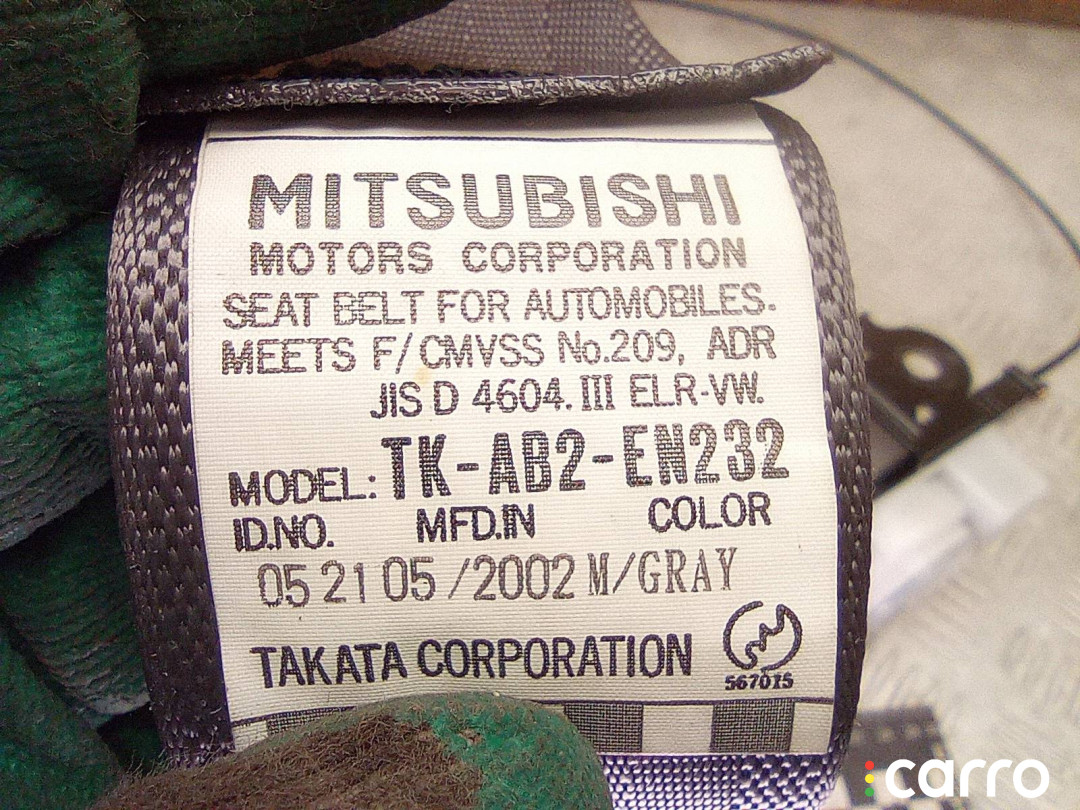 MITSUBISHI
MOTORS CORPORATION
SEAT BELT FOR AUTOMOBILES.
MEETS F/CMVSS No.209, ADR
JIS D 4604. III ELR-VW.
MODEL: TK-AB2-EN232
ID.NO. MFD.IN COLOR
05 21 05/2002 M/GRAY
TAKATA CORPORATION
567015
carro